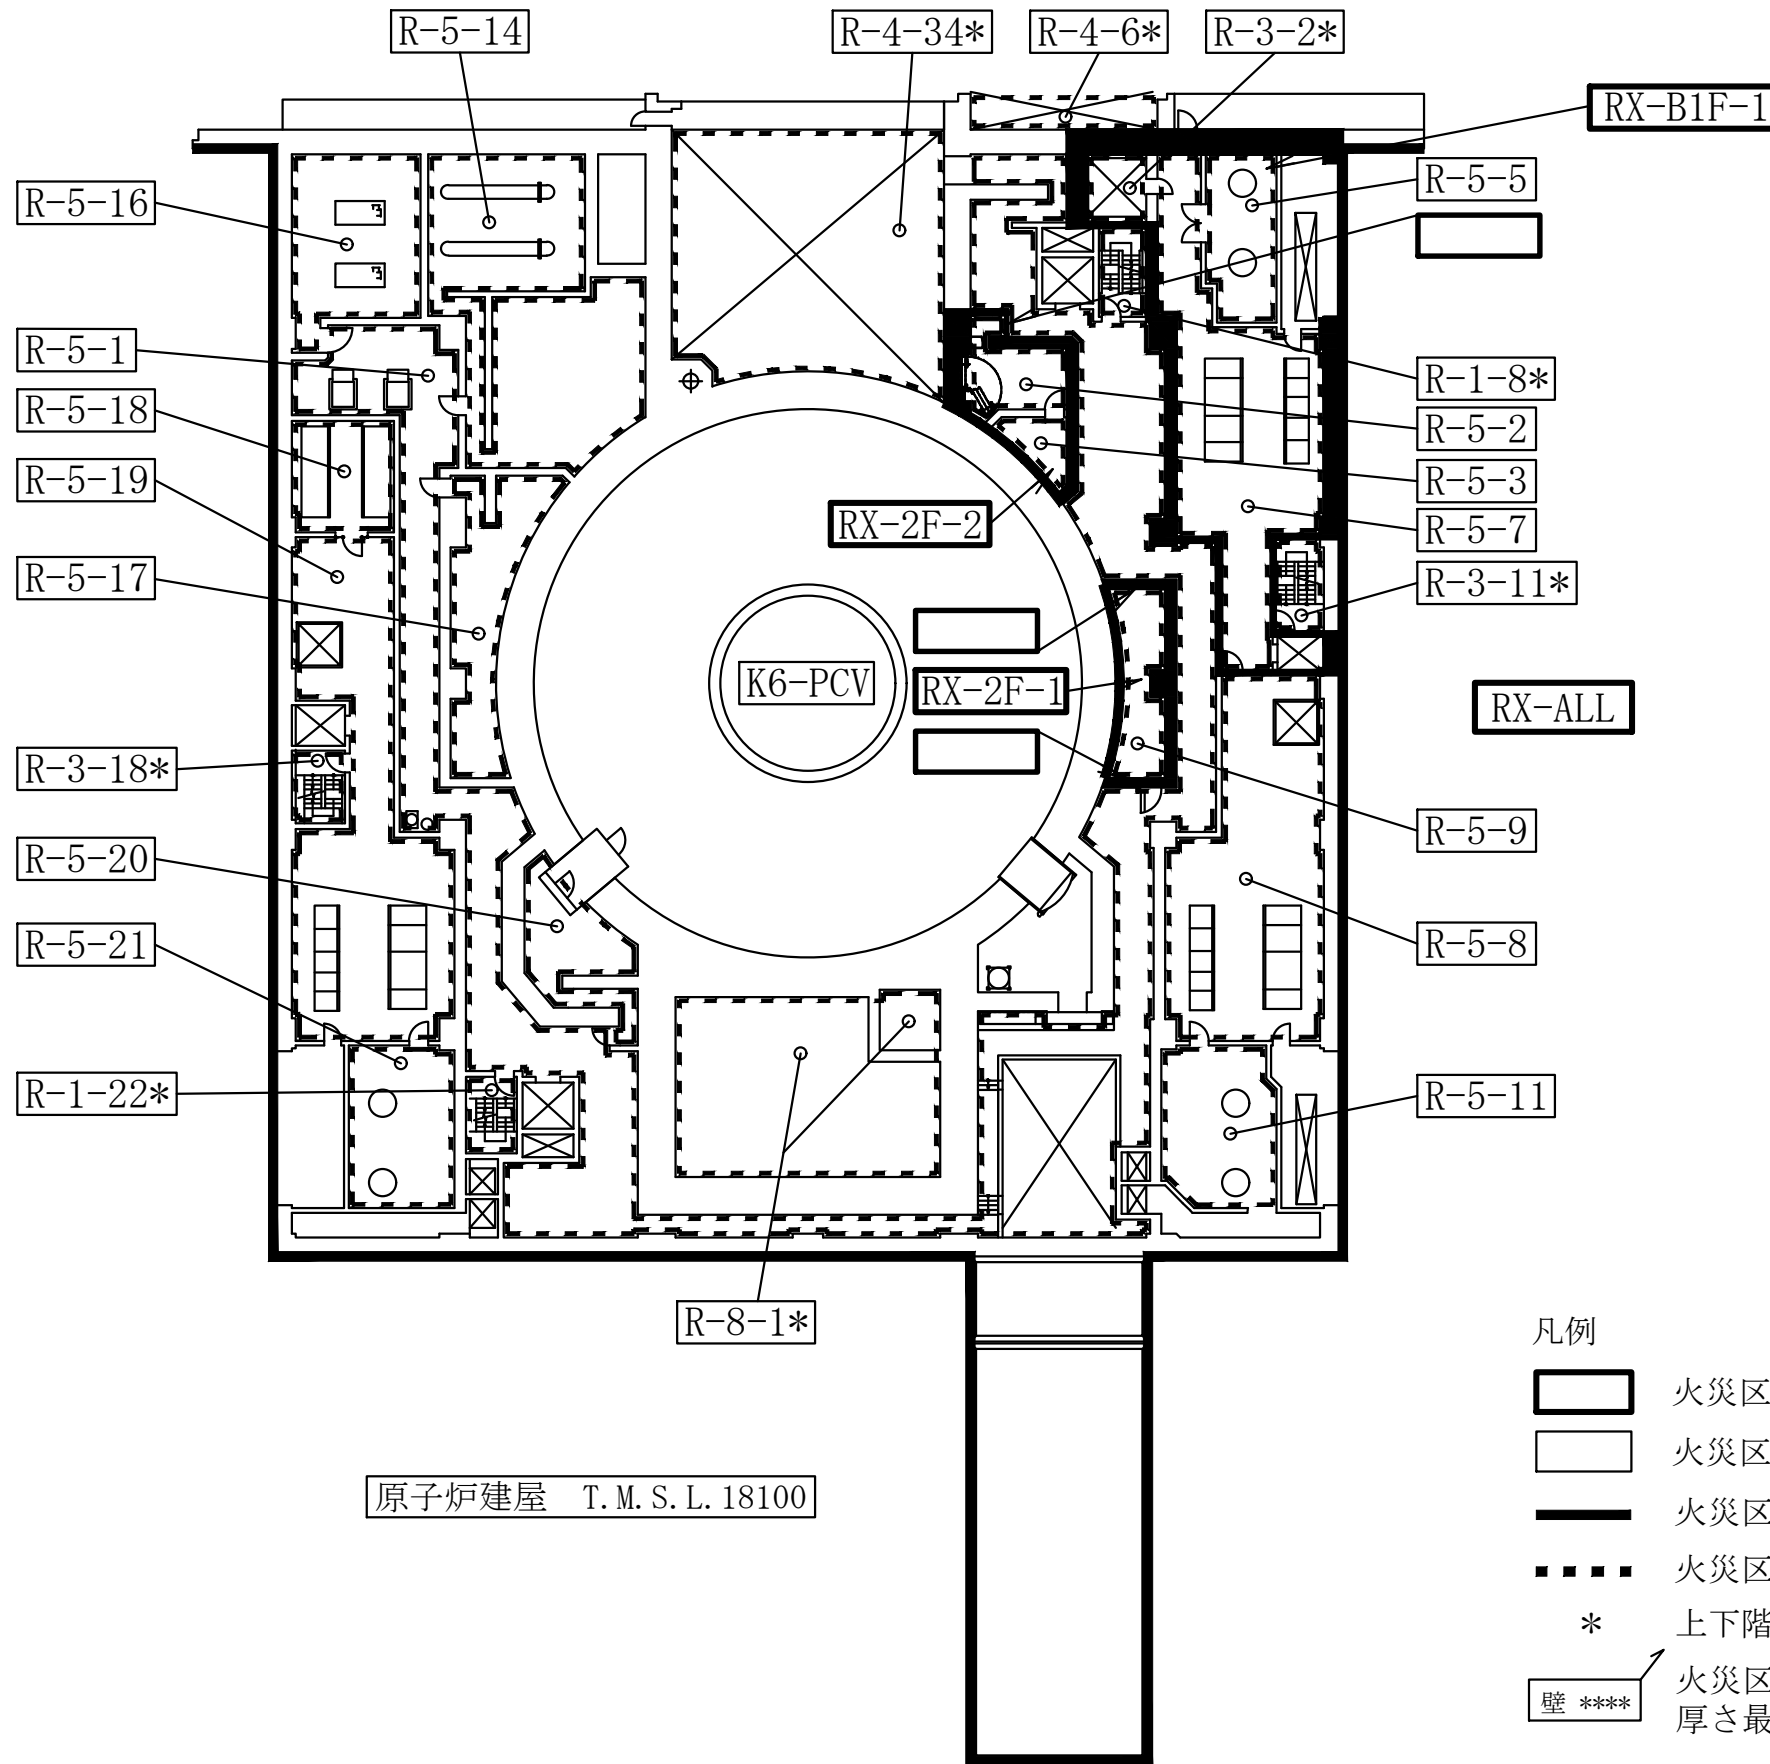 R-5-14
R-4-34*
R-4-6*
R-3-2*
RX-B1F-1
R-5-16
R-5-5
R-5-1
R-1-8*
R-5-18
R-5-2
R-5-19
R-5-3
RX-2F-2
R-5-7
R-5-17
R-3-11*
K6-PCV
RX-2F-1
RX-ALL
R-3-18*
R-5-9
R-5-20
R-5-8
R-5-21
R-1-22*
R-5-11
R-8-1*
原子炉建屋 T.M.S.L.18100
凡例
火災区
火災区
火災区
火災区
* 上下階
壁 ****
火災区
厚さ最